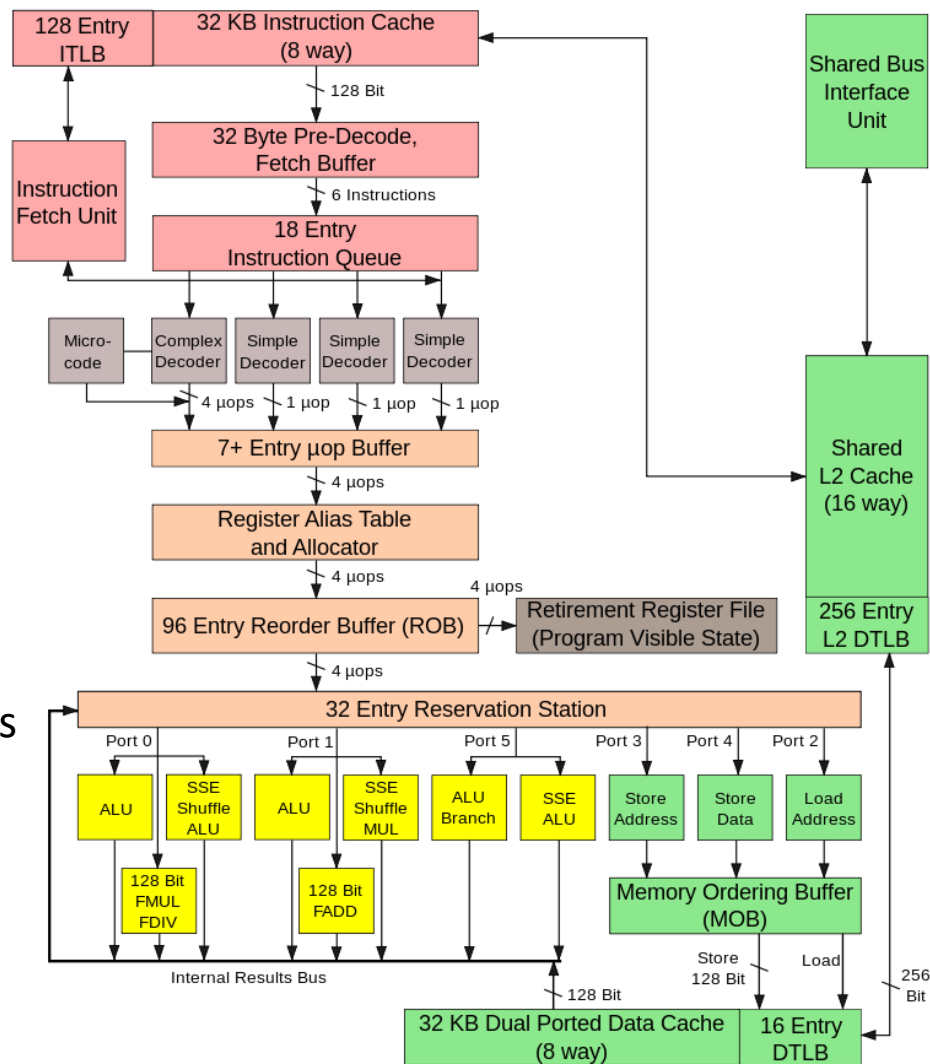 128 Entry
ITLB
32 KB Instruction Cache
(8 way)
128 Bit
Shared Bus
Interface
Unit
32 Byte Pre-Decode,
Fetch Buffer
Instruction
Fetch Unit
6 Instructions
18 Entry
Instruction Queue
Micro-
code
Complex
Decoder
Simple
Decoder
Simple
Decoder
Simple
Decoder
4 µops
1 µop
1 µop
1 µop
7+ Entry µop Buffer
4 µops
Shared
L2 Cache
(16 way)
Register Alias Table
and Allocator
4 µops
4 µops
96 Entry Reorder Buffer (ROB)
Retirement Register File
(Program Visible State)
256 Entry
L2 DTLB
4 µops
s
32 Entry Reservation Station
Port 0
Port 1
Port 5
Port 3
Port 4
Port 2
ALU
SSE
Shuffle
ALU
ALU
SSE
Shuffle
MUL
ALU
Branch
SSE
ALU
Store
Address
Store
Data
Load
Address
128 Bit
FMUL
FDIV
128 Bit
FADD
Memory Ordering Buffer
(MOB)
Internal Results Bus
Store
128 Bit
Load
128 Bit
256
Bit
32 KB Dual Ported Data Cache
(8 way)
16 Entry
DTLB